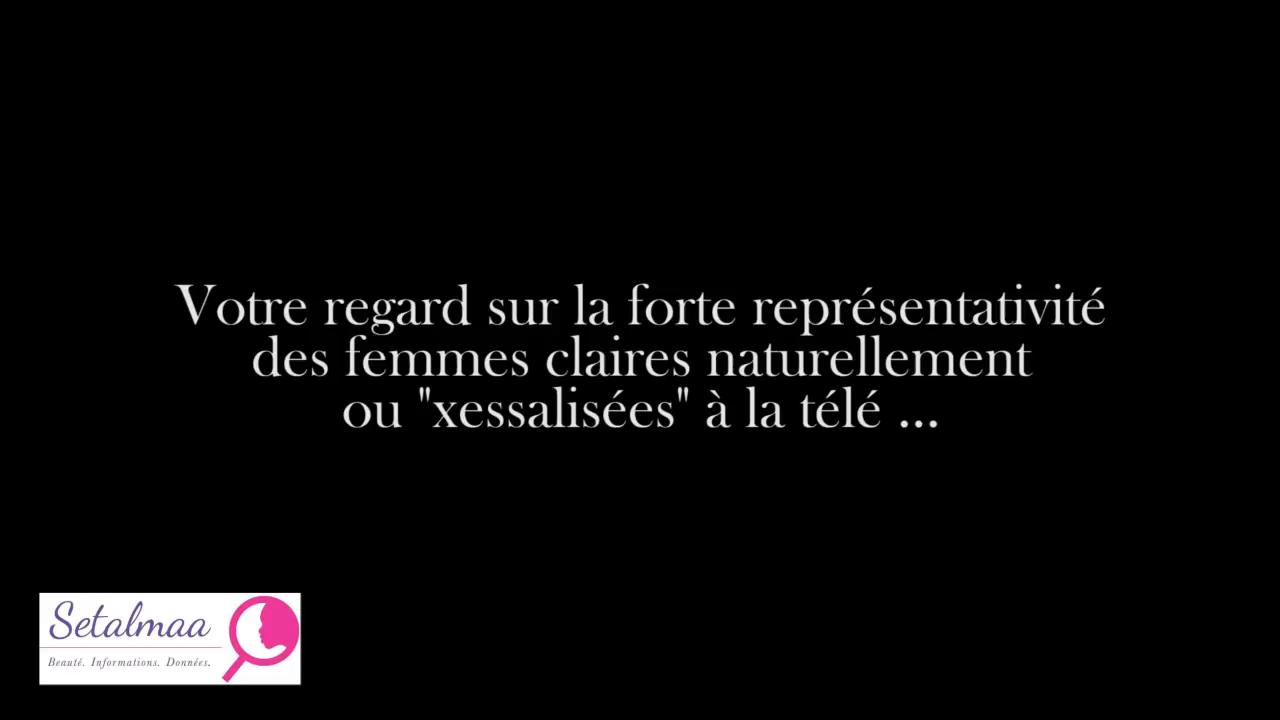 Votre regard sur la forte représentativité
des femmes claires naturellement
ou "xessalisées" à la télé ...
Setalmaa
Beauté. Informations. Données.